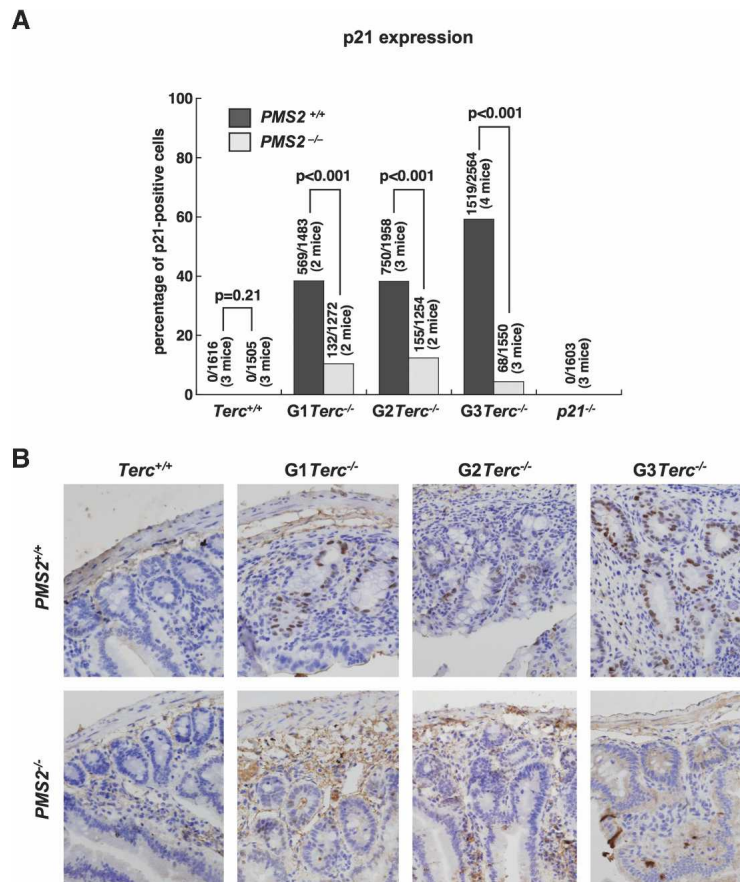 A
p21 expression
percentage of p21-positive cells
100
80
60
40
20
0
PMS2 +/+
PMS2 –/–
p=0.21
p<0.001
p<0.001
p<0.001
0/1616
(3 mice)
0/1505
(3 mice)
569/1483
(2 mice)
132/1272
(2 mice)
750/1958
(3 mice)
155/1254
(2 mice)
1519/2564
(4 mice)
68/1550
(3 mice)
0/1603
(3 mice)
Terc+/+ G1Terc-/- G2Terc-/- G3Terc-/- p21-/-
B
Terc+/+ G1Terc-/- G2Terc-/- G3Terc-/-
PMS2+/+
PMS2-/-